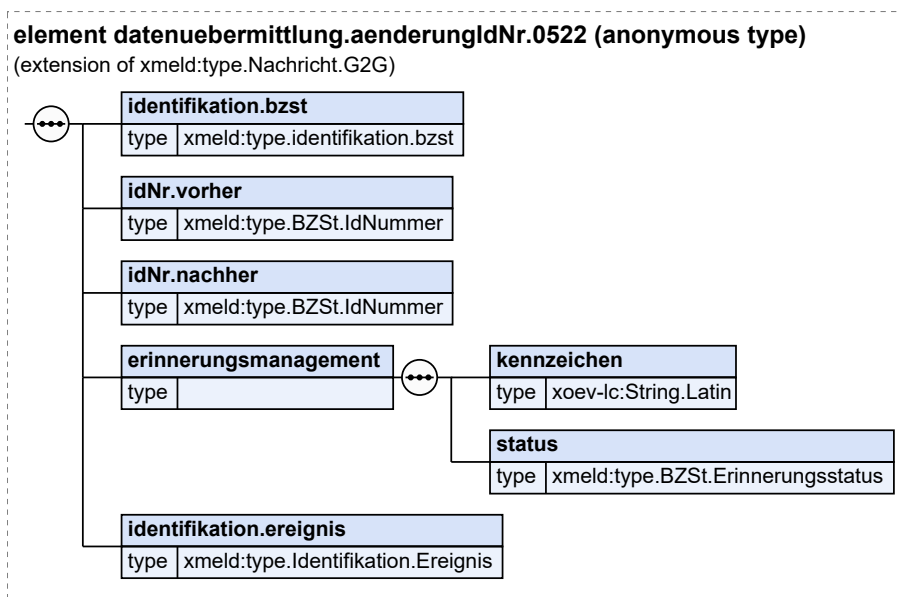 element datenuebermittlung.aenderungIdNr.0522 (anonymous type)
(extension of xmeld:type.Nachricht.G2G)
identifikation.bzst
type xmeld:type.identifikation.bzst
idNr.vorher
type xmeld:type.BZSt.IdNummer
idNr.nachher
type xmeld:type.BZSt.IdNummer
erinnerungsmanagement
type
kennzeichen
type xoev-lc:String.Latin
status
type xmeld:type.BZSt.Erinnerungsstatus
identifikation.ereignis
type xmeld:type.Identifikation.Ereignis